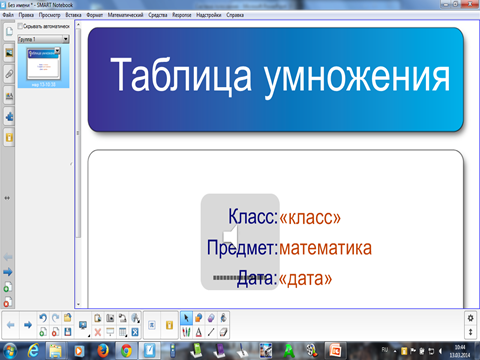 Без имени * - SMART Notebook
Файл Правка Просмотр Вставка Формат Математический Средства Response Надстройки Справка
Скрывать автоматически
Группа 1
Таблица умножения
Класс: «класс»
Предмет: математика
Дата: «дата»
RU
10:44
13.03.2014